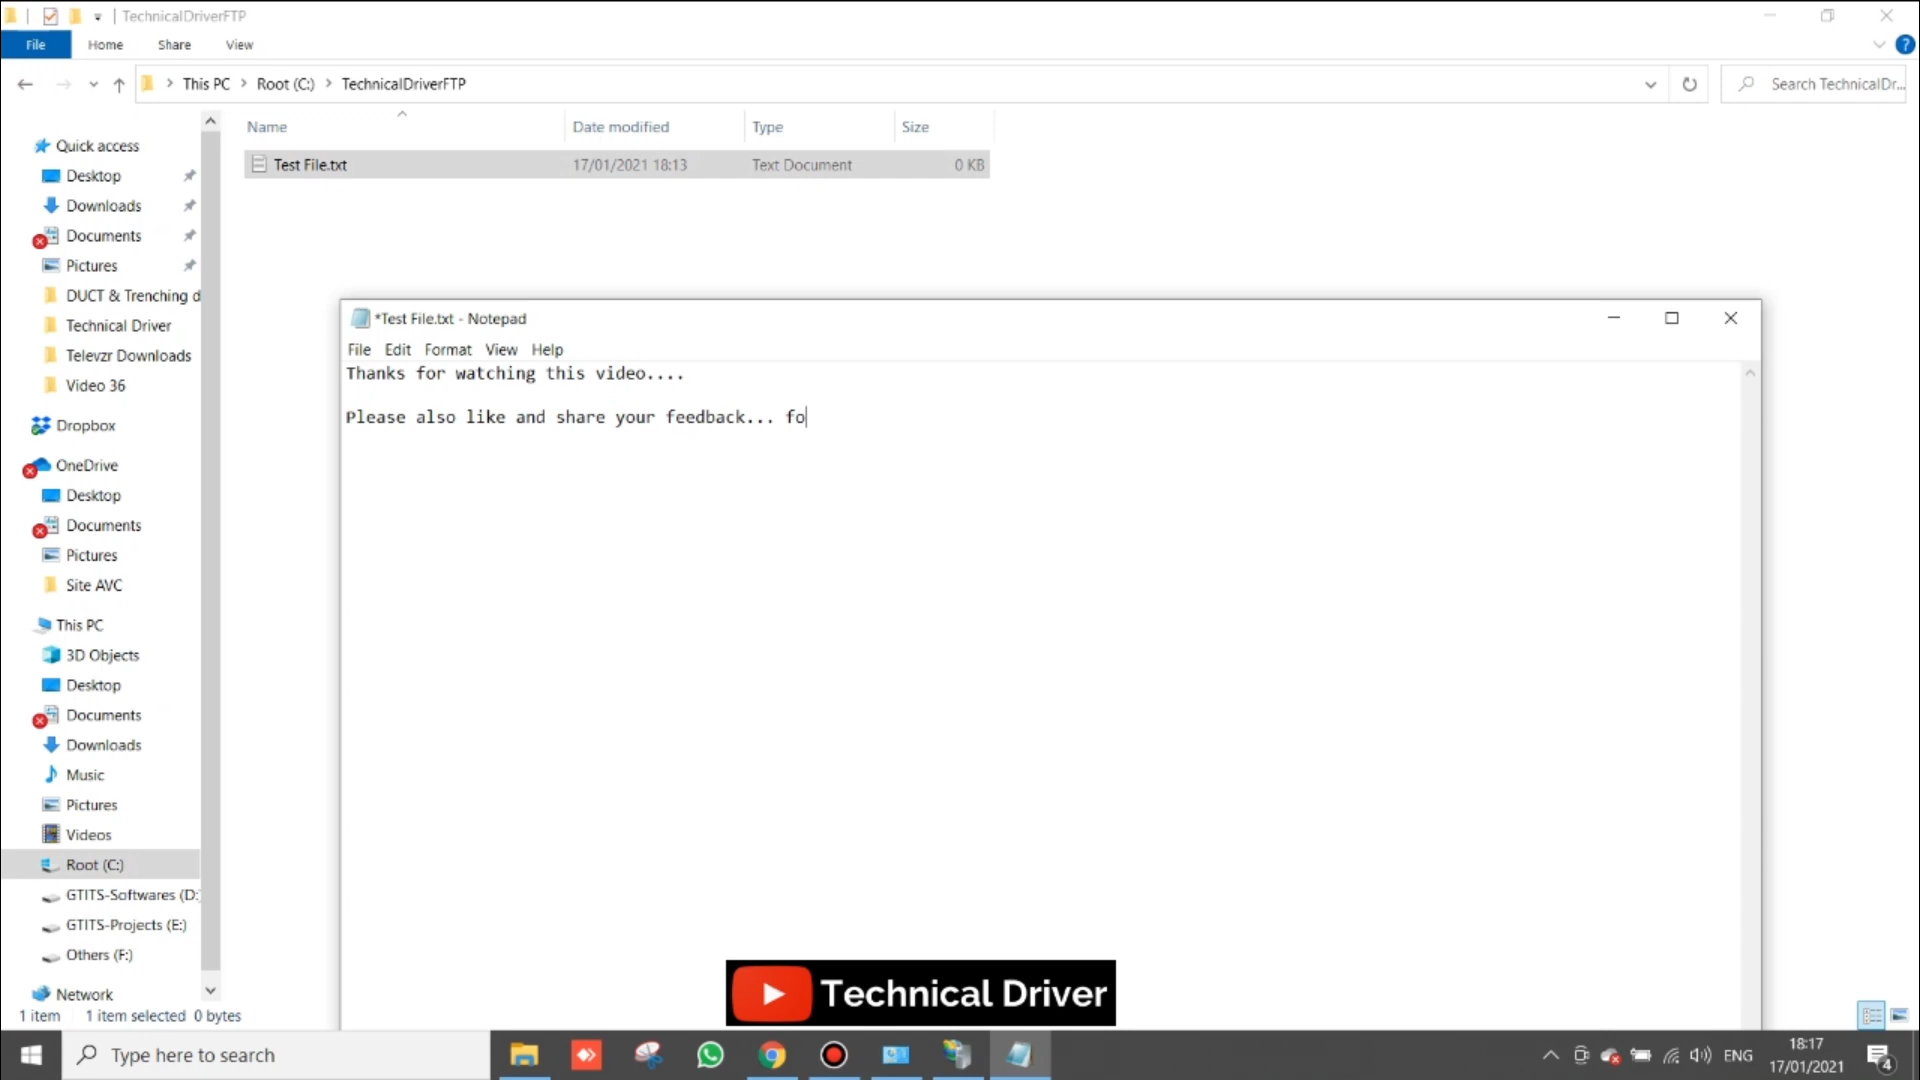 TechnicalDriverFTP
File Home Share View
This PC > Root (C:) > TechnicalDriverFTP
Search TechnicalDr...
Name Date modified Type Size
Test File.txt 17/01/2021 18:13 Text Document 0 KB
Quick access
Desktop
Downloads
Documents
Pictures
DUCT & Trenching d
Technical Driver
Televzr Downloads
Video 36
Dropbox
OneDrive
Desktop
Documents
Pictures
Site AVC
This PC
3D Objects
Desktop
Documents
Downloads
Music
Pictures
Videos
Root (C:)
GTITS-Softwares (D:
GTITS-Projects (E:)
Others (F:)
Network
1 item 1 item selected 0 bytes
*Test File.txt - Notepad
File Edit Format View Help
Thanks for watching this video....
Please also like and share your feedback... fo
Technical Driver
Type here to search
ENG
18:17
17/01/2021
4